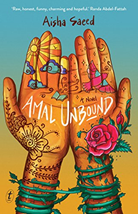 'Raw, honest, funny, charming and hopeful.' Randa Abdel-Fattah
Aisha Saeed
A Novel
AMAL UNBOUND